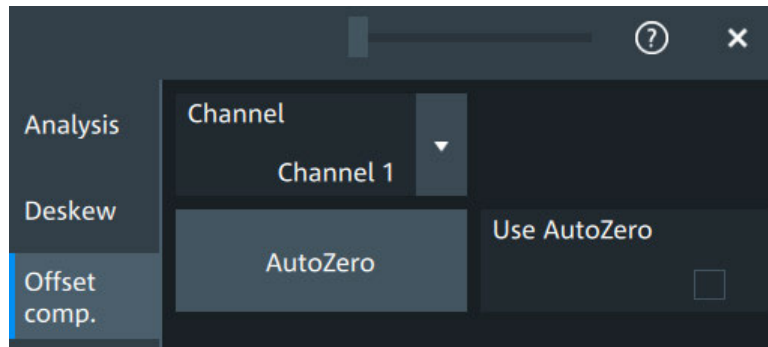 ?
Analysis
Channel
Channel 1
Deskew
AutoZero
Use AutoZero
Offset
comp.